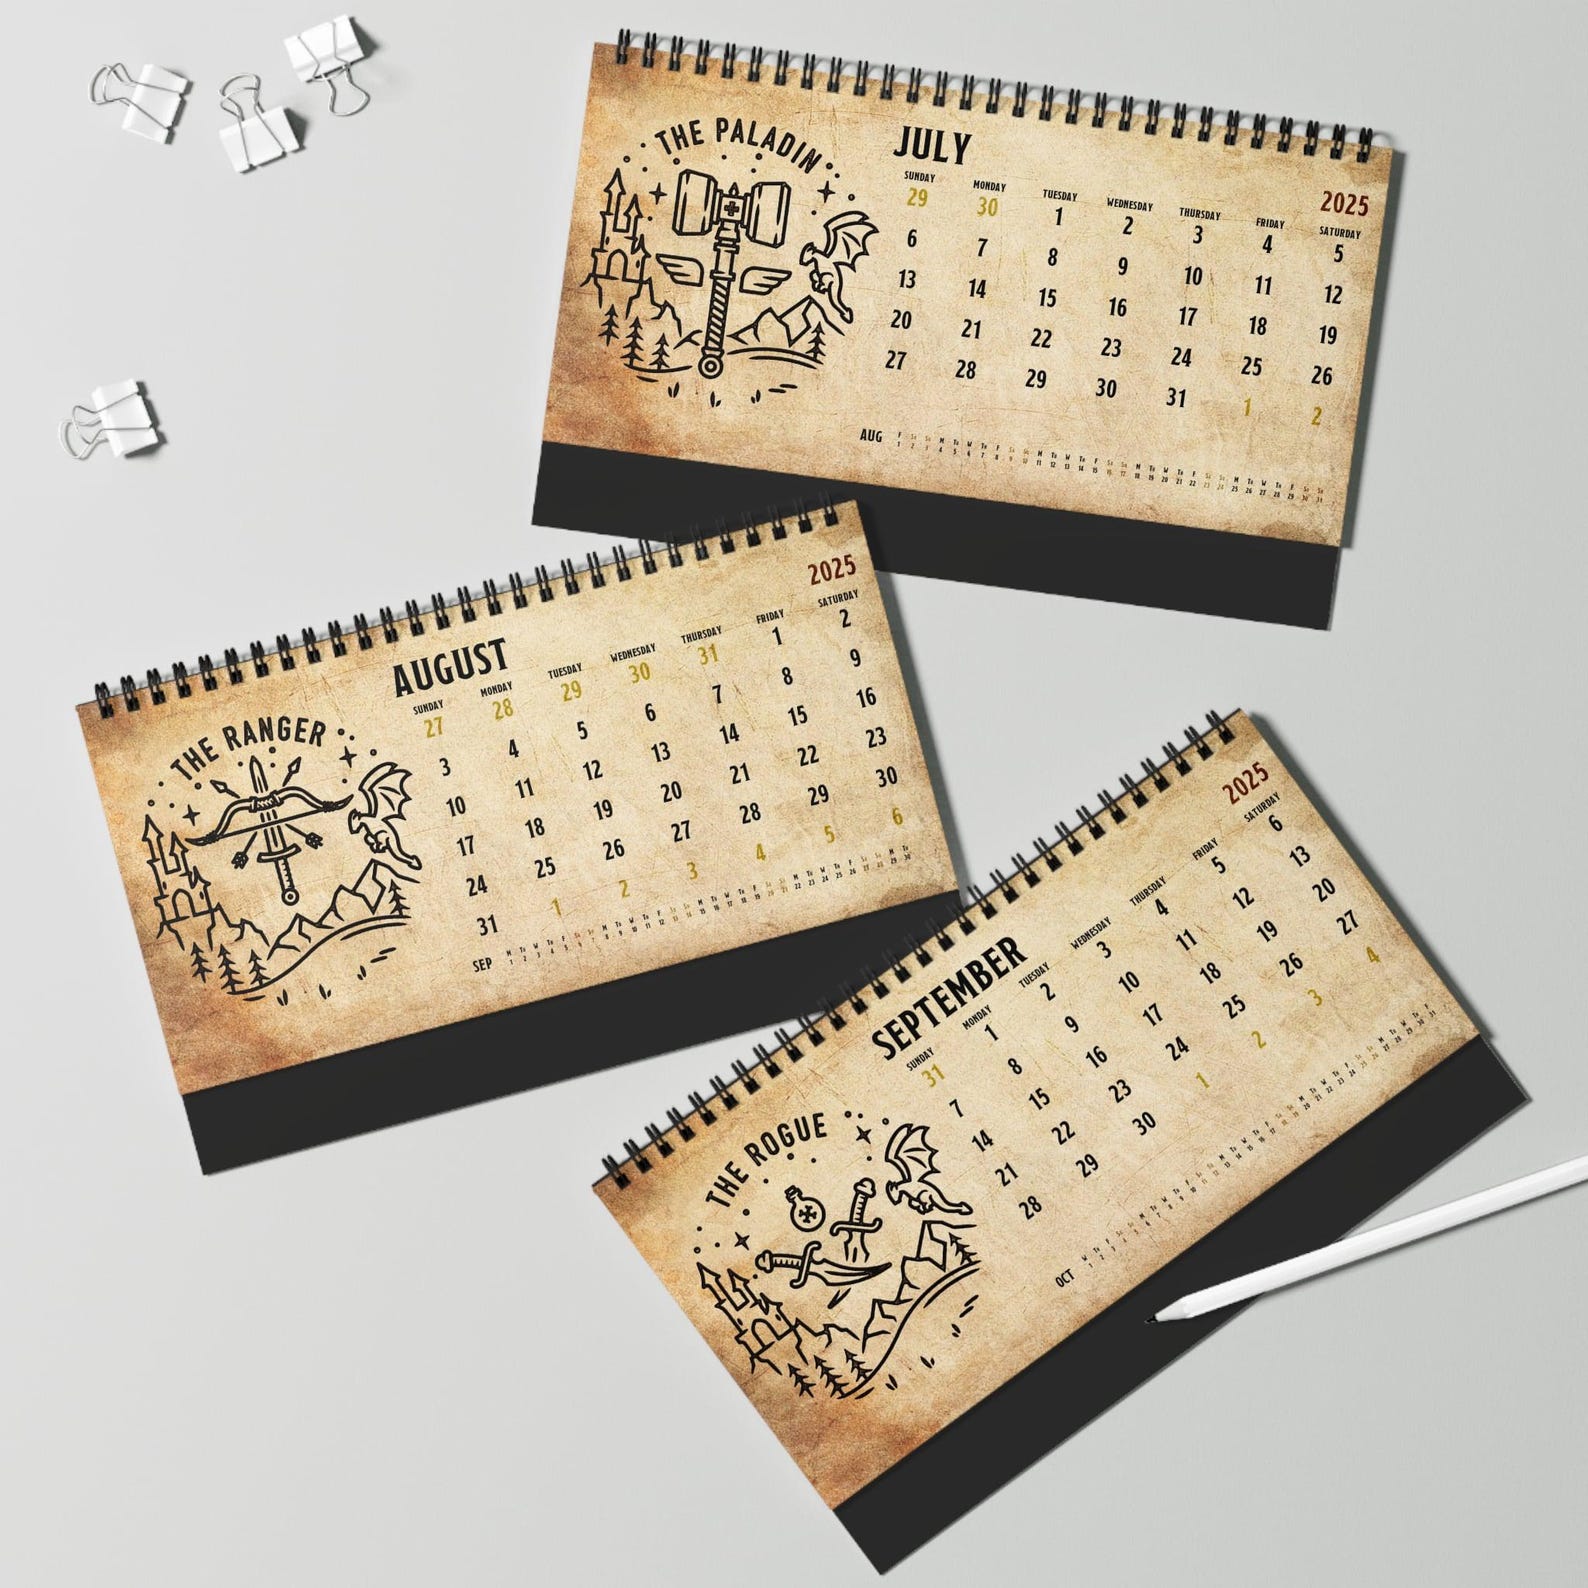 THE PALADIN
JULY
2025
SUNDAY MONDAY TUESDAY WEDNESDAY THURSDAY FRIDAY SATURDAY
29 30 1 2 3 4 5
6 7 8 9 10 11 12
13 14 15 16 17 18 19
20 21 22 23 24 25 26
27 28 29 30 31 1 2
AUG
THE RANGER
AUGUST
2025
SUNDAY MONDAY TUESDAY WEDNESDAY THURSDAY FRIDAY SATURDAY
27 28 29 30 31 1 2
3 4 5 6 7 8 9
10 11 12 13 14 15 16
17 18 19 20 21 22 23
24 25 26 27 28 29 30
31 1 2 3 4 5 6
SEP
THE ROGUE
SEPTEMBER
2025
SUNDAY MONDAY TUESDAY WEDNESDAY THURSDAY FRIDAY SATURDAY
31 1 2 3 4 5 6
7 8 9 10 11 12 13
14 15 16 17 18 19 20
21 22 23 24 25 26 27
28 29 30 1 2 3 4
OCT